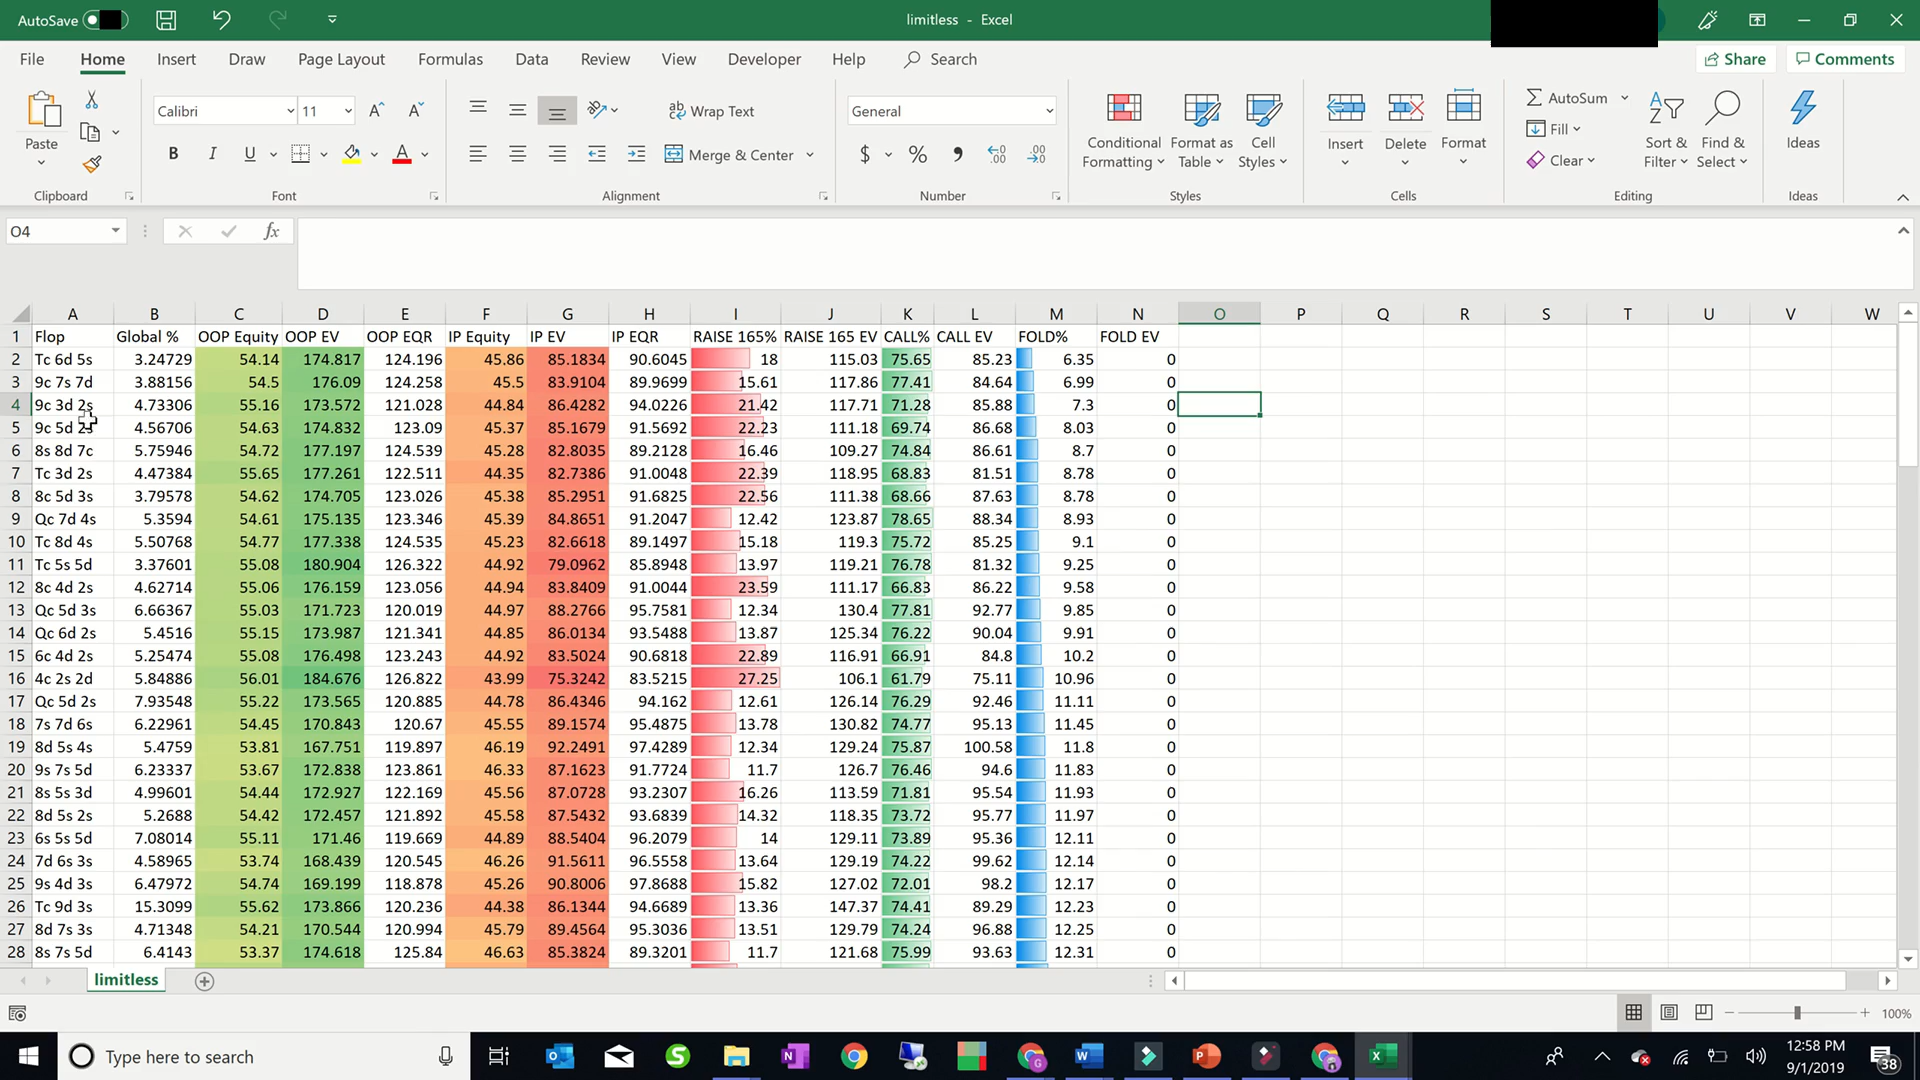 AutoSave
limitless - Excel
File Home Insert Draw Page Layout Formulas Data Review View Developer Help Search Share Comments
Calibri 11 Wrap Text General AutoSum
Paste B I U Merge & Center $ % Conditional Formatting Format as Table Cell Styles Insert Delete Format Fill Clear Sort & Filter Find & Select Ideas
Clipboard Font Alignment Number Styles Cells Editing Ideas
O4 fx
A B C D E F G H I J K L M N O P Q R S T U V W
1 Flop Global % OOP Equity OOP EV OOP EQR IP Equity IP EV IP EQR RAISE 165% RAISE 165 EV CALL% CALL EV FOLD% FOLD EV
2 Tc 6d 5s 3.24729 54.14 174.817 124.196 45.86 85.1834 90.6045 18 115.03 75.65 85.23 6.35 0
3 9c 7s 7d 3.88156 54.5 176.09 124.258 45.5 83.9104 89.9699 15.61 117.86 77.41 84.64 6.99 0
4 9c 3d 2s 4.73306 55.16 173.572 121.028 44.84 86.4282 94.0226 21.42 117.71 71.28 85.88 7.3 0
5 9c 5d 2s 4.56706 54.63 174.832 123.09 45.37 85.1679 91.5692 22.23 111.18 69.74 86.68 8.03 0
6 8s 8d 7c 5.75946 54.72 177.197 124.539 45.28 82.8035 89.2128 16.46 109.27 74.84 86.61 8.7 0
7 Tc 3d 2s 4.47384 55.65 177.261 122.511 44.35 82.7386 91.0048 22.39 118.95 68.83 81.51 8.78 0
8 8c 5d 3s 3.79578 54.62 174.705 123.026 45.38 85.2951 91.6825 22.56 111.38 68.66 87.63 8.78 0
9 Qc 7d 4s 5.3594 54.61 175.135 123.346 45.39 84.8651 91.2047 12.42 123.87 78.65 88.34 8.93 0
10 Tc 8d 4s 5.50768 54.77 177.338 124.535 45.23 82.6618 89.1497 15.18 119.3 75.72 85.25 9.1 0
11 Tc 5s 5d 3.37601 55.08 180.904 126.322 44.92 79.0962 85.8948 13.97 119.21 76.78 81.32 9.25 0
12 8c 4d 2s 4.62714 55.06 176.159 123.056 44.94 83.8409 91.0044 23.59 111.17 66.83 86.22 9.58 0
13 Qc 5d 3s 6.66367 55.03 171.723 120.019 44.97 88.2766 95.7581 12.34 130.4 77.81 92.77 9.85 0
14 Qc 6d 2s 5.4516 55.15 173.987 121.341 44.85 86.0134 93.5488 13.87 125.34 76.22 90.04 9.91 0
15 6c 4d 2s 5.25474 55.08 176.498 123.243 44.92 83.5024 90.6818 22.89 116.91 66.91 84.8 10.2 0
16 4c 2s 2d 5.84886 56.01 184.676 126.822 43.99 75.3242 83.5215 27.25 106.1 61.79 75.11 10.96 0
17 Qc 5d 2s 7.93548 55.22 173.565 120.885 44.78 86.4346 94.162 12.61 126.14 76.29 92.46 11.11 0
18 7s 7d 6s 6.22961 54.45 170.843 120.67 45.55 89.1574 95.4875 13.78 130.82 74.77 95.13 11.45 0
19 8d 5s 4s 5.4759 53.81 167.751 119.897 46.19 92.2491 97.4289 12.34 129.24 75.87 100.58 11.8 0
20 9s 7s 5d 6.23337 53.67 172.838 123.861 46.33 87.1623 91.7724 11.7 126.7 76.46 94.6 11.83 0
21 8s 5s 3d 4.99601 54.44 172.927 122.169 45.56 87.0728 93.2307 16.26 113.59 71.81 95.54 11.93 0
22 8d 5s 2s 5.2688 54.42 172.457 121.892 45.58 87.5432 93.6839 14.32 118.35 73.72 95.77 11.97 0
23 6s 5s 5d 7.08014 55.11 171.46 119.669 44.89 88.5404 96.2079 14 129.11 73.89 95.36 12.11 0
24 7d 6s 3s 4.58965 53.74 168.439 120.545 46.26 91.5611 96.5558 13.64 129.19 74.22 99.62 12.14 0
25 9s 4d 3s 6.47972 54.74 169.199 118.878 45.26 90.8006 97.8688 15.82 127.02 72.01 98.2 12.17 0
26 Tc 9d 3s 15.3099 55.62 173.866 120.236 44.38 86.1344 94.6689 13.36 147.37 74.41 89.29 12.23 0
27 8d 7s 3s 4.71348 54.21 170.544 120.994 45.79 89.4564 95.3036 13.51 129.79 74.24 96.88 12.25 0
28 8s 7s 5d 6.4143 53.37 174.618 125.84 46.63 85.3824 89.3201 11.7 121.68 75.99 93.63 12.31 0
limitless
100%
Type here to search
12:58 PM
9/1/2019
38